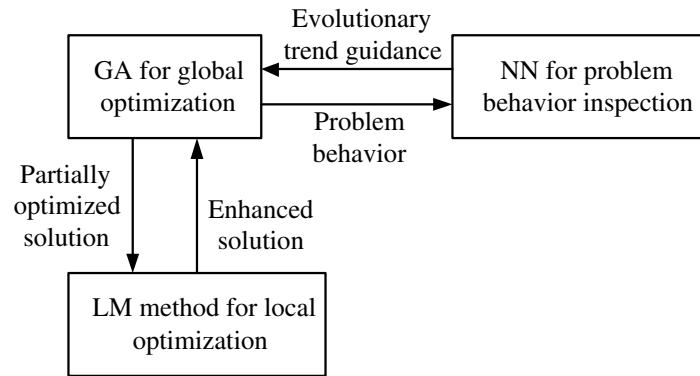 Evolutionary
trend guidance
GA for global
optimization
NN for problem
behavior inspection
Problem
behavior
Partially
optimized
solution
Enhanced
solution
LM method for local
optimization